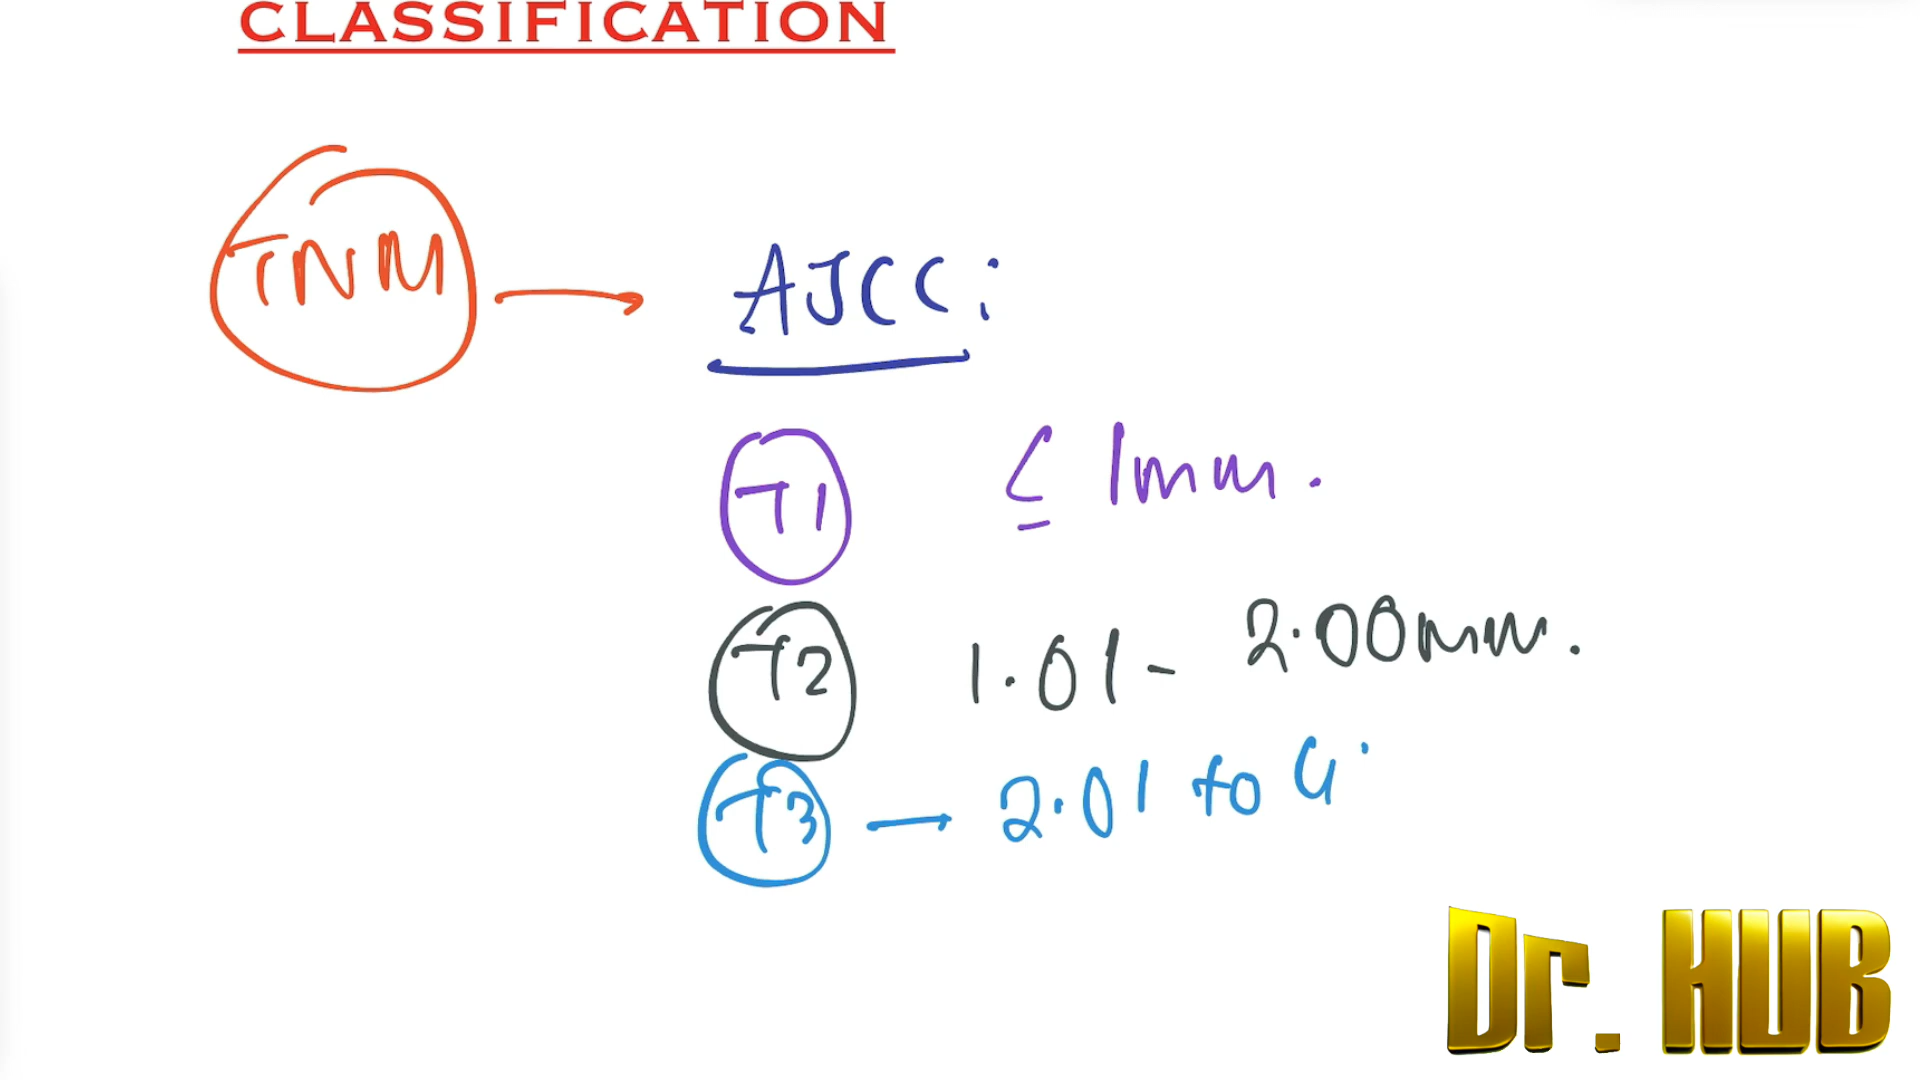 CLASSIFICATION
TNM → AJCC:
T1 ≤ 1mm.
T2 1.01 - 2.00mm.
T3 → 2.01 to 4.
Dr. HUB